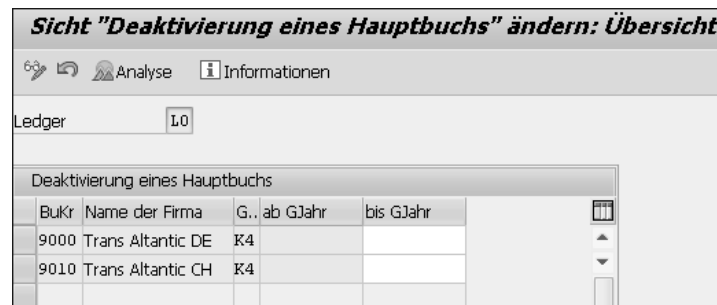 Sicht "Deaktivierung eines Hauptbuchs" ändern: Übersicht
Analyse Informationen
Ledger L0
Deaktivierung eines Hauptbuchs
BuKr Name der Firma G.. ab GJahr bis GJahr
9000 Trans Altantic DE K4
9010 Trans Altantic CH K4